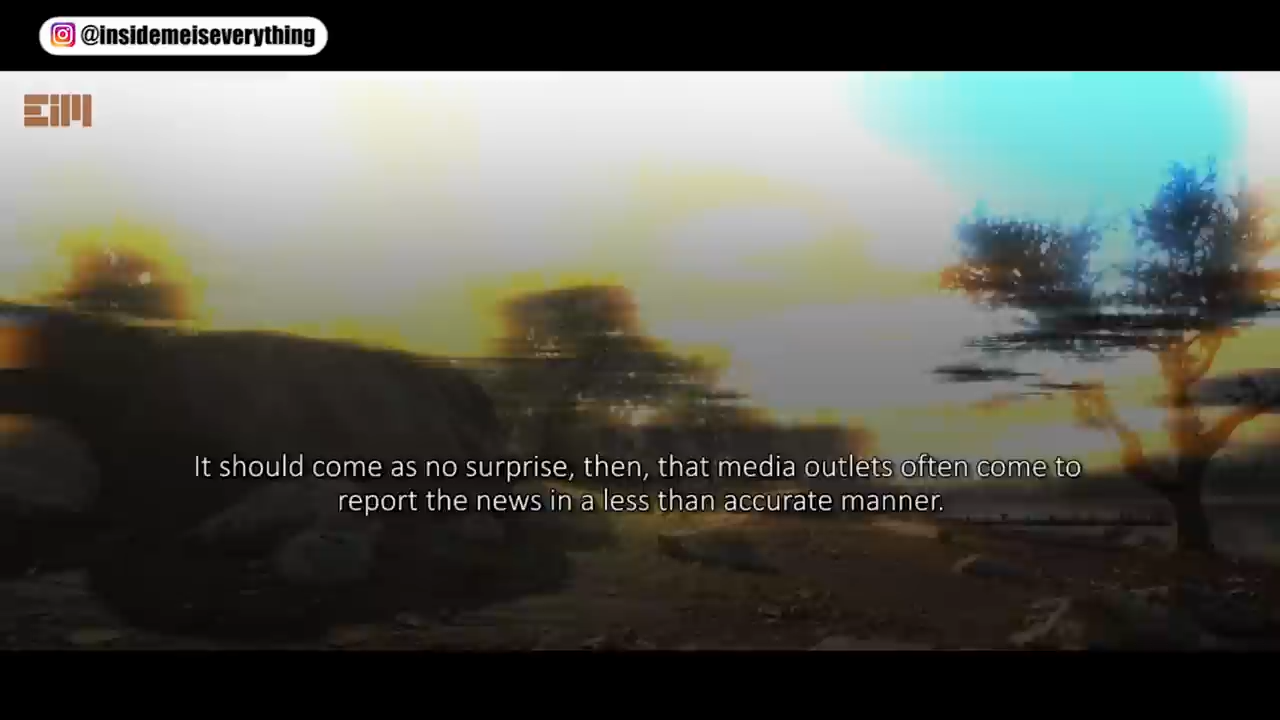 @insidemeiseverything
EiM
It should come as no surprise, then, that media outlets often come to
report the news in a less than accurate manner.